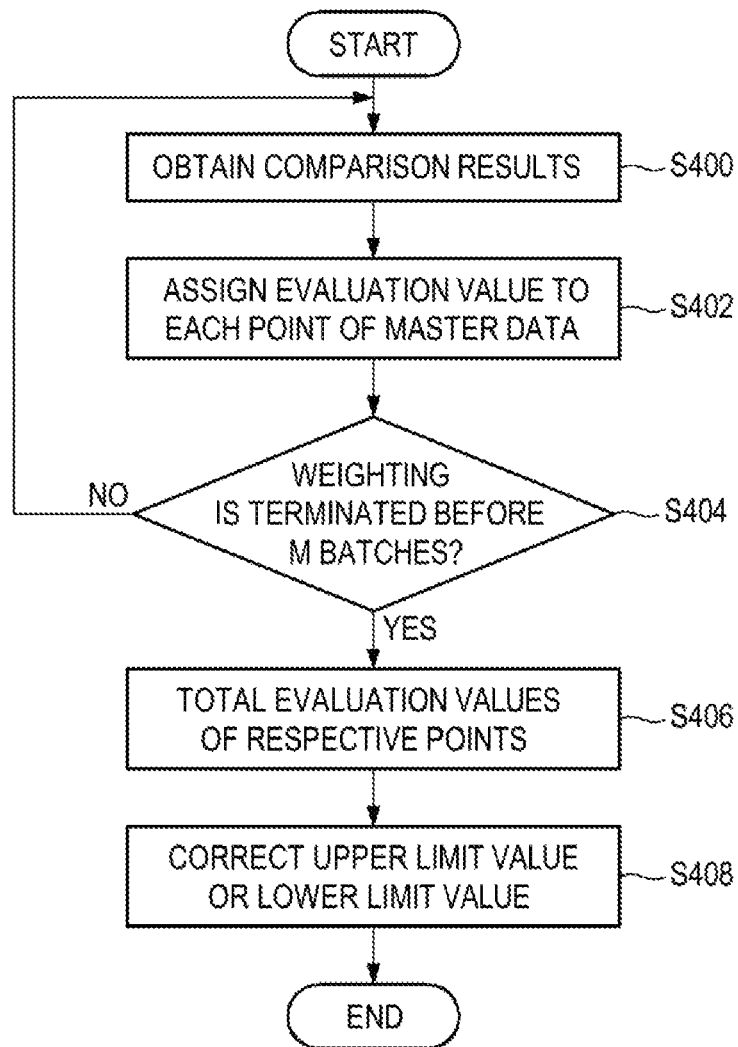 START
OBTAIN COMPARISON RESULTS
S400
ASSIGN EVALUATION VALUE TO
EACH POINT OF MASTER DATA
S402
WEIGHTING
IS TERMINATED BEFORE
M BATCHES?
S404
NO
YES
TOTAL EVALUATION VALUES
OF RESPECTIVE POINTS
S406
CORRECT UPPER LIMIT VALUE
OR LOWER LIMIT VALUE
S408
END